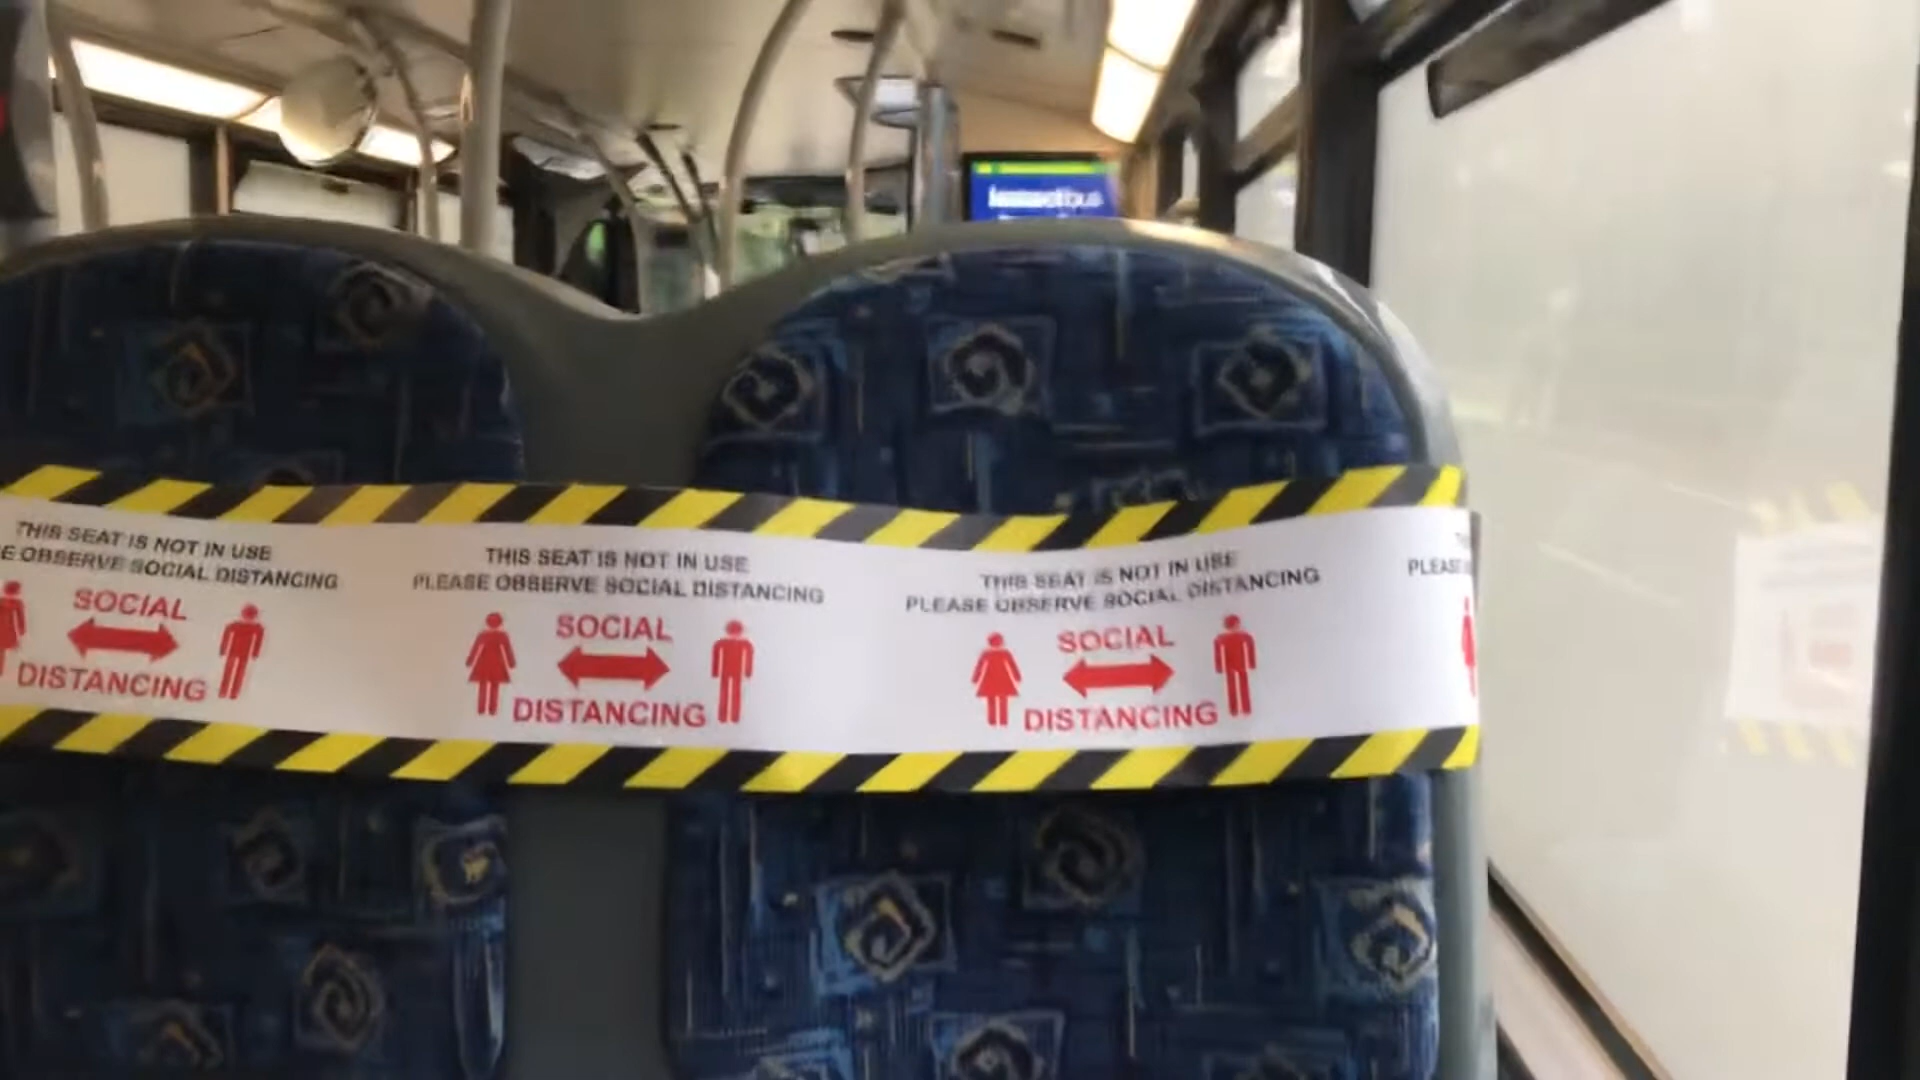 THIS SEAT IS NOT IN USE
E OBSERVE SOCIAL DISTANCING
SOCIAL
DISTANCING
THIS SEAT IS NOT IN USE
PLEASE OBSERVE SOCIAL DISTANCING
SOCIAL
DISTANCING
THIS SEAT IS NOT IN USE
PLEASE OBSERVE SOCIAL DISTANCING
SOCIAL
DISTANCING
PLEASE